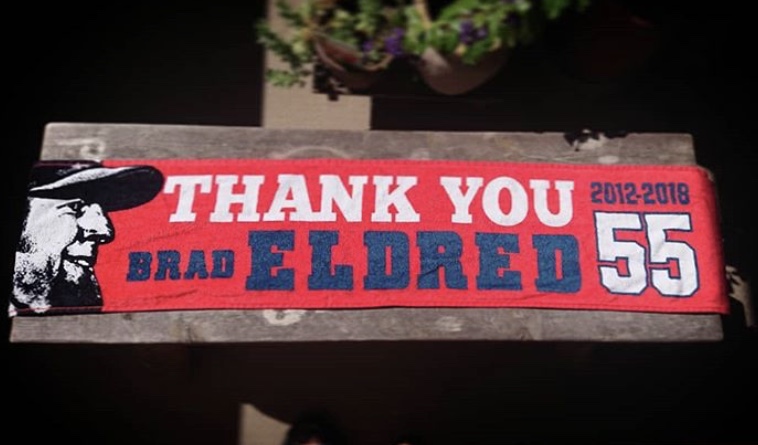 THANK YOU
BRAD ELDRED
2012-2018
55